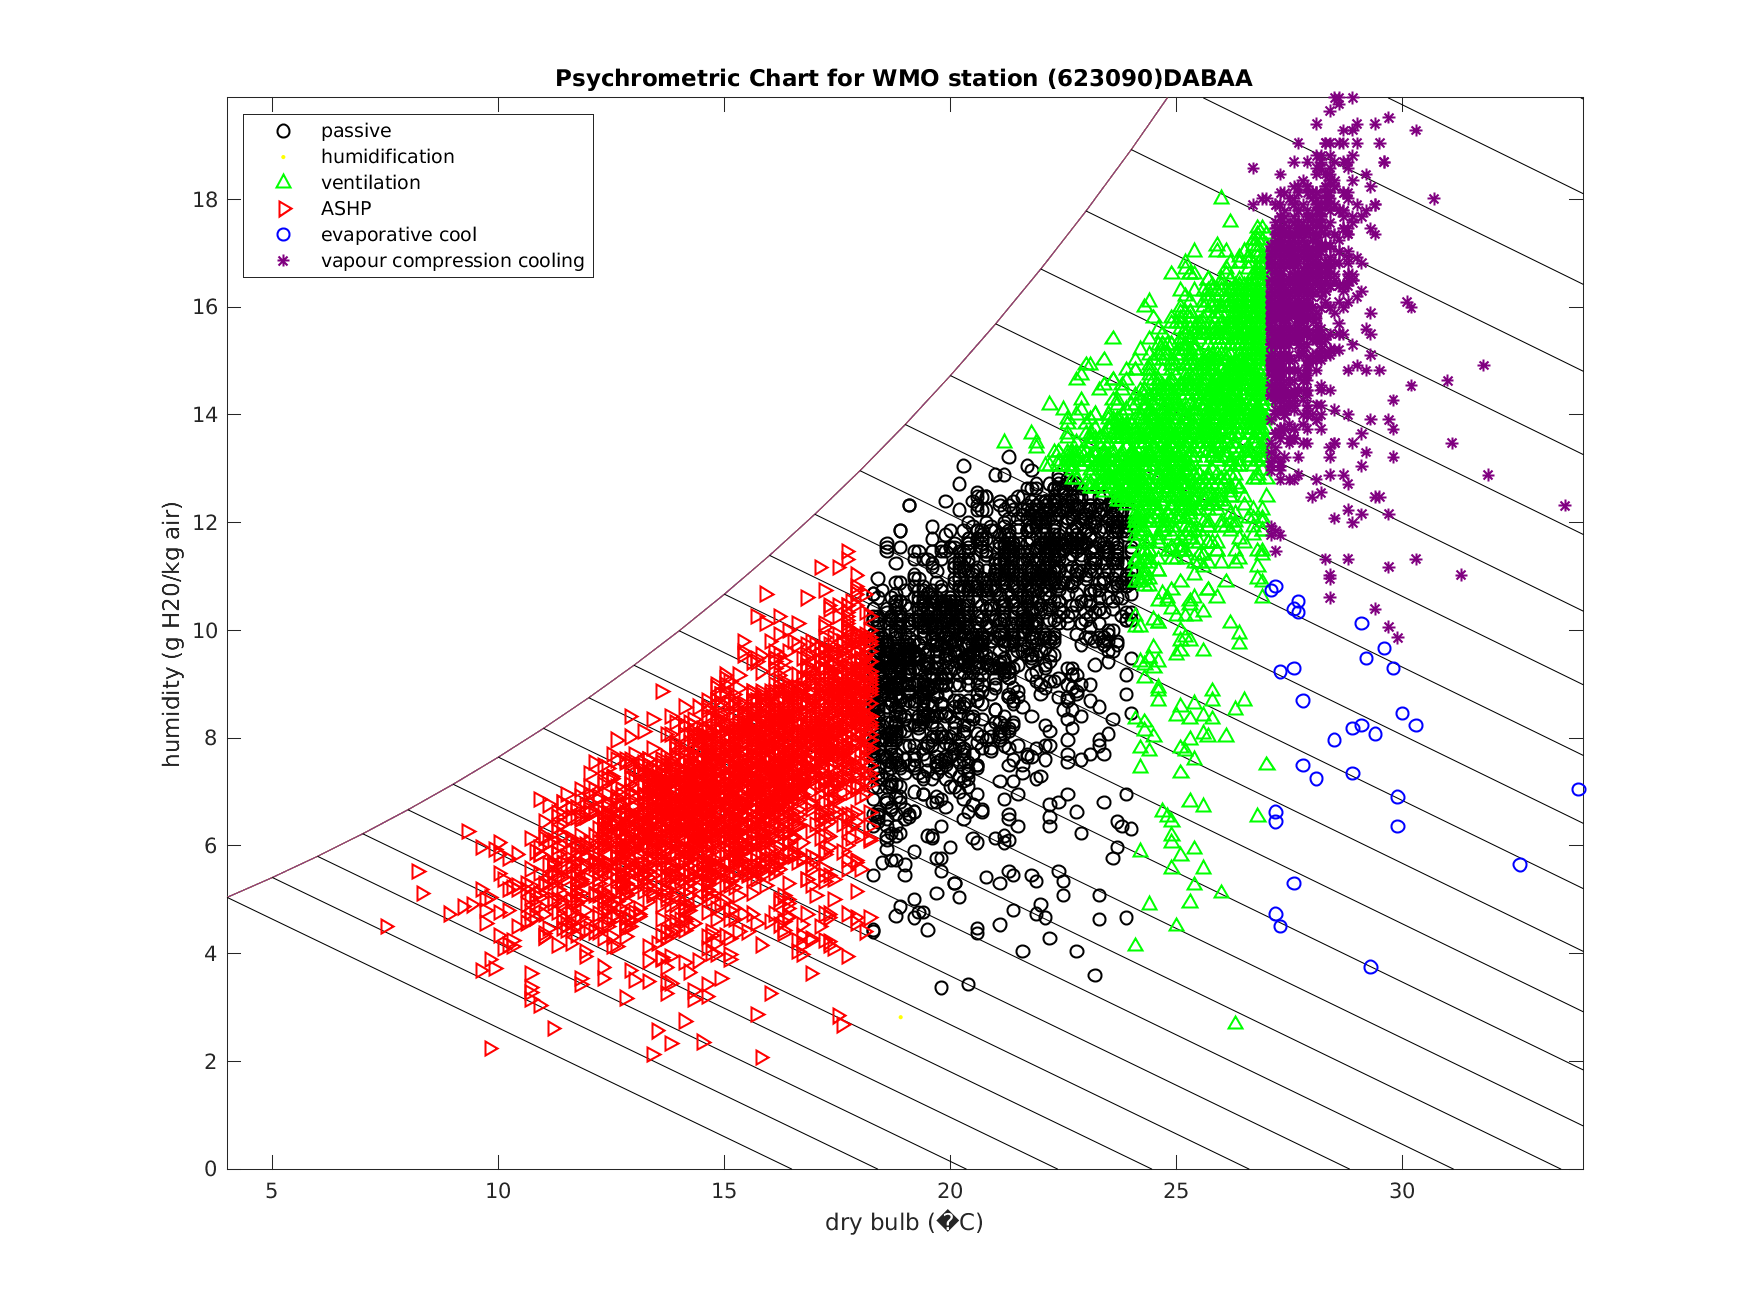 Psychrometric Chart for WMO station (623090)DABAA
passive
humidification
ventilation
ASHP
evaporative cool
vapour compression cooling
humidity (g H20/kg air)
18
16
14
12
10
8
6
4
2
0
5 10 15 20 25 30
dry bulb (�C)